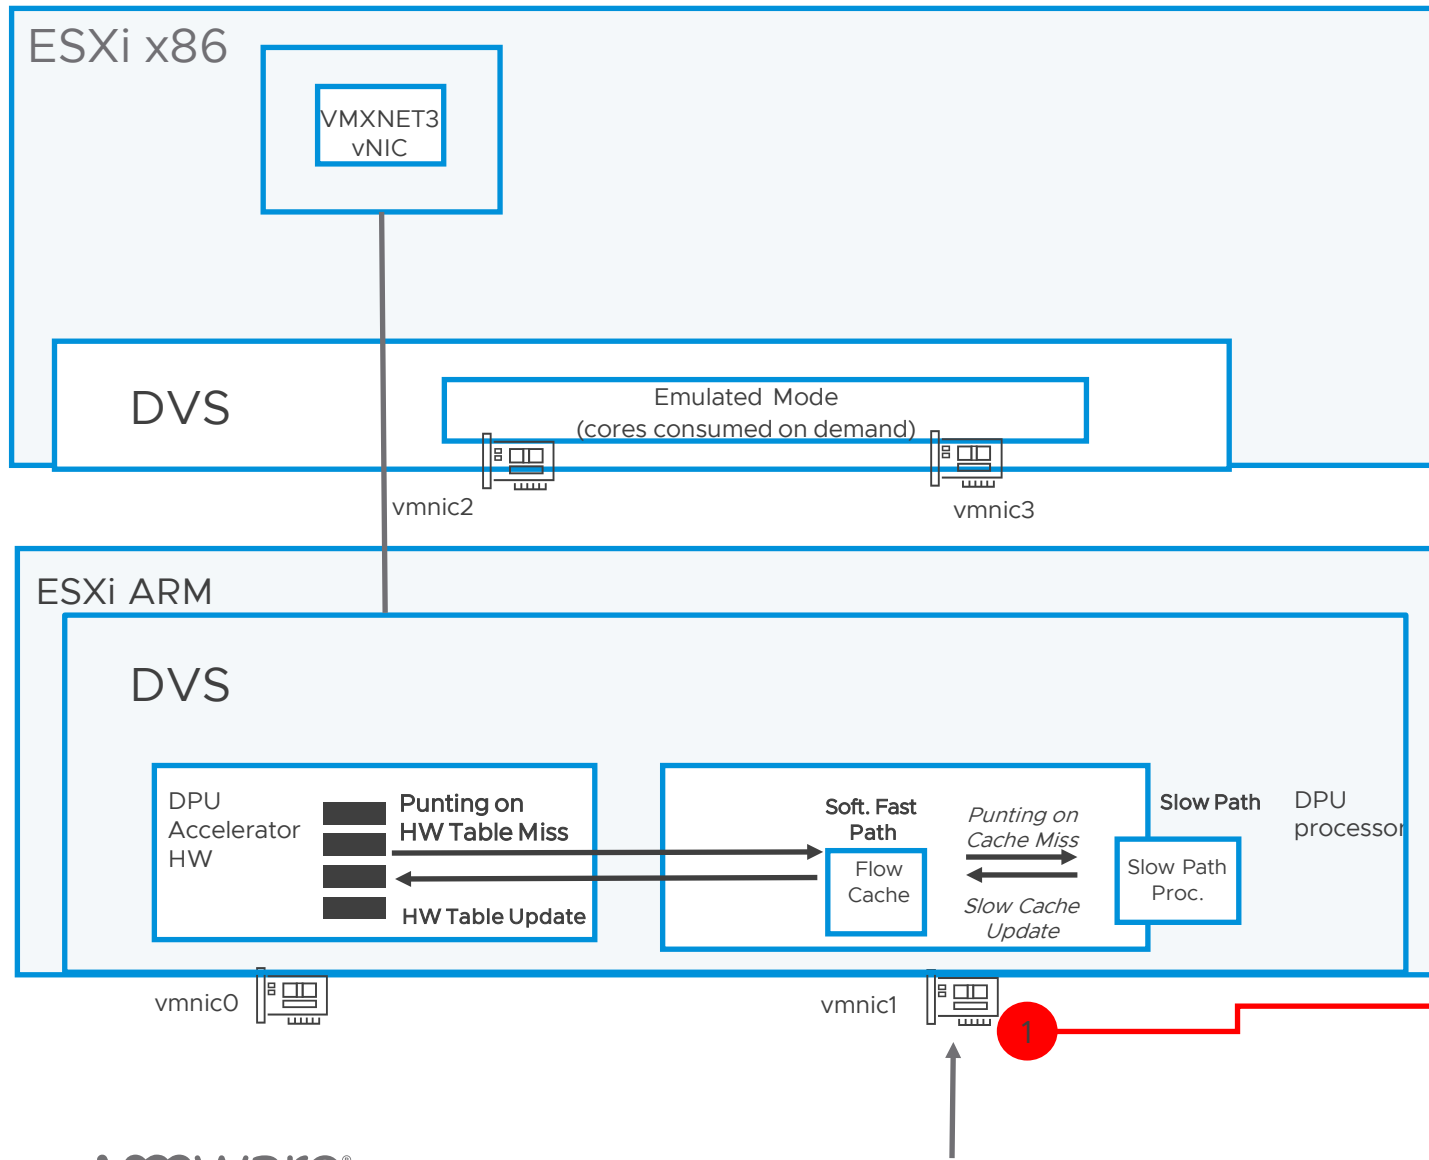 ESXi x86
VMXNET3
vNIC
DVS
Emulated Mode
(cores consumed on demand)
vmnic2
vmnic3
ESXi ARM
DVS
DPU
Accelerator
HW
Punting on
HW Table Miss
HW Table Update
Soft. Fast
Path
Flow
Cache
Punting on
Cache Miss
Slow Cache
Update
Slow Path
Slow Path
Proc.
DPU
processor
vmnic0
vmnic1
1